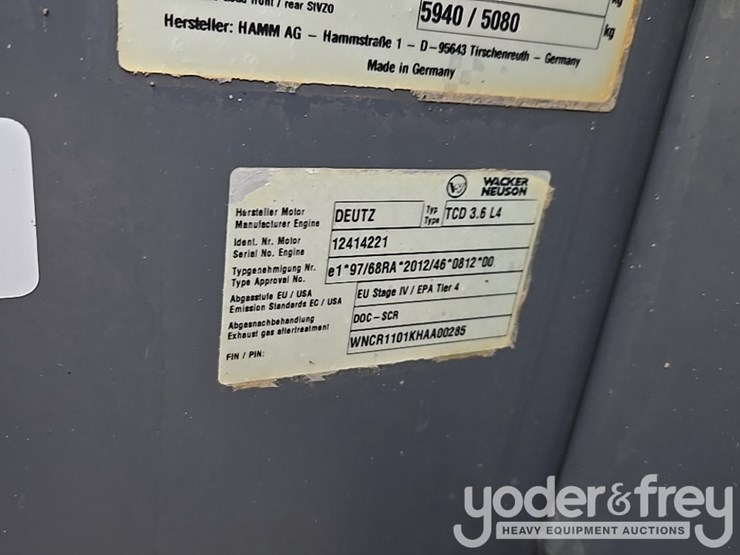 front / rear StVZO
5940 / 5080 kg
Hersteller: HAMM AG – Hammstraße 1 – D-95643 Tirschenreuth – Germany
Made in Germany
WACKER
NEUSON
Hersteller Motor
Manufacturer Engine
DEUTZ
Typ
Type
TCD 3.6 L4
Ident. Nr. Motor
Serial No. Engine
12414221
Typgenehmigung Nr.
Type Approval No.
e1*97/68RA*2012/46*0812*00
Abgasstufe EU / USA
Emission Standards EC / USA
EU Stage IV / EPA Tier 4
Abgasnachbehandlung
Exhaust gas aftertreatment
DOC-SCR
FIN / PIN:
WNCR1101KHAA00285
yoder&frey
HEAVY EQUIPMENT AUCTIONS